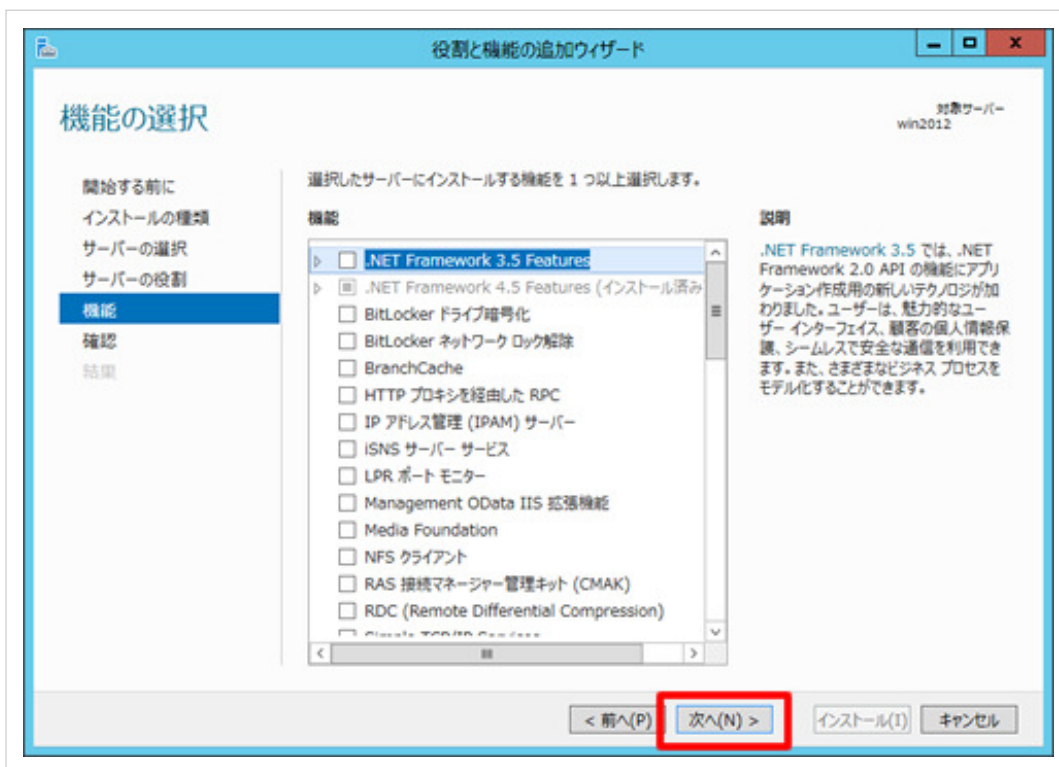 役割と機能の追加ウィザード
機能の選択
対象サーバー
win2012
開始する前に
インストールの種類
サーバーの選択
サーバーの役割
機能
確認
結果
選択したサーバーにインストールする機能を 1 つ以上選択します。
機能
.NET Framework 3.5 Features
.NET Framework 4.5 Features (インストール済み
BitLocker ドライブ暗号化
BitLocker ネットワーク ロック解除
BranchCache
HTTP プロキシを経由した RPC
IP アドレス管理 (IPAM) サーバー
iSNS サーバー サービス
LPR ポート モニター
Management OData IIS 拡張機能
Media Foundation
NFS クライアント
RAS 接続マネージャー管理キット (CMAK)
RDC (Remote Differential Compression)
Simple TCP/IP Services
説明
.NET Framework 3.5 では、.NET
Framework 2.0 API の機能にアプリ
ケーション作成用の新しいテクノロジが加
わりました。ユーザーは、魅力的なユー
ザー インターフェイス、顧客の個人情報保
護、シームレスで安全な通信を利用でき
ます。また、さまざまなビジネス プロセスを
モデル化することができます。
< 前へ(P)
次へ(N) >
インストール(I)
キャンセル